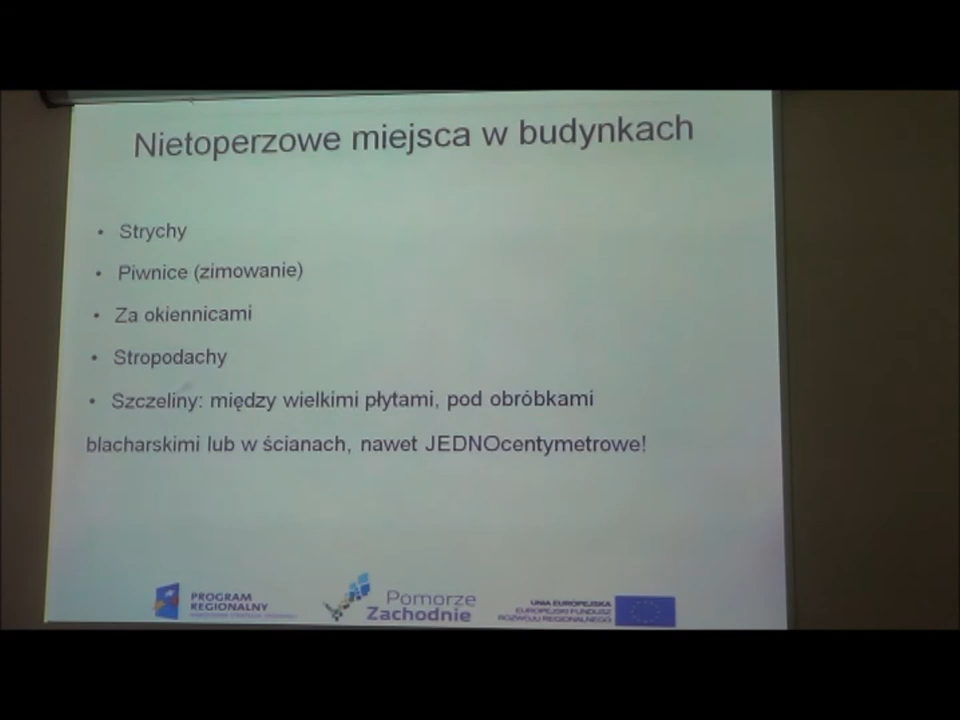 Nietoperzowe miejsca w budynkach
• Strychy
• Piwnice (zimowanie)
• Za okiennicami
• Stropodachy
• Szczeliny: między wielkimi płytami, pod obróbkami
blacharskimi lub w ścianach, nawet JEDNOcentymetrowe!
PROGRAM
REGIONALNY
Pomorze
Zachodnie
UNIA EUROPEJSKA
EUROPEJSKI FUNDUSZ
ROZWOJU REGIONALNEGO